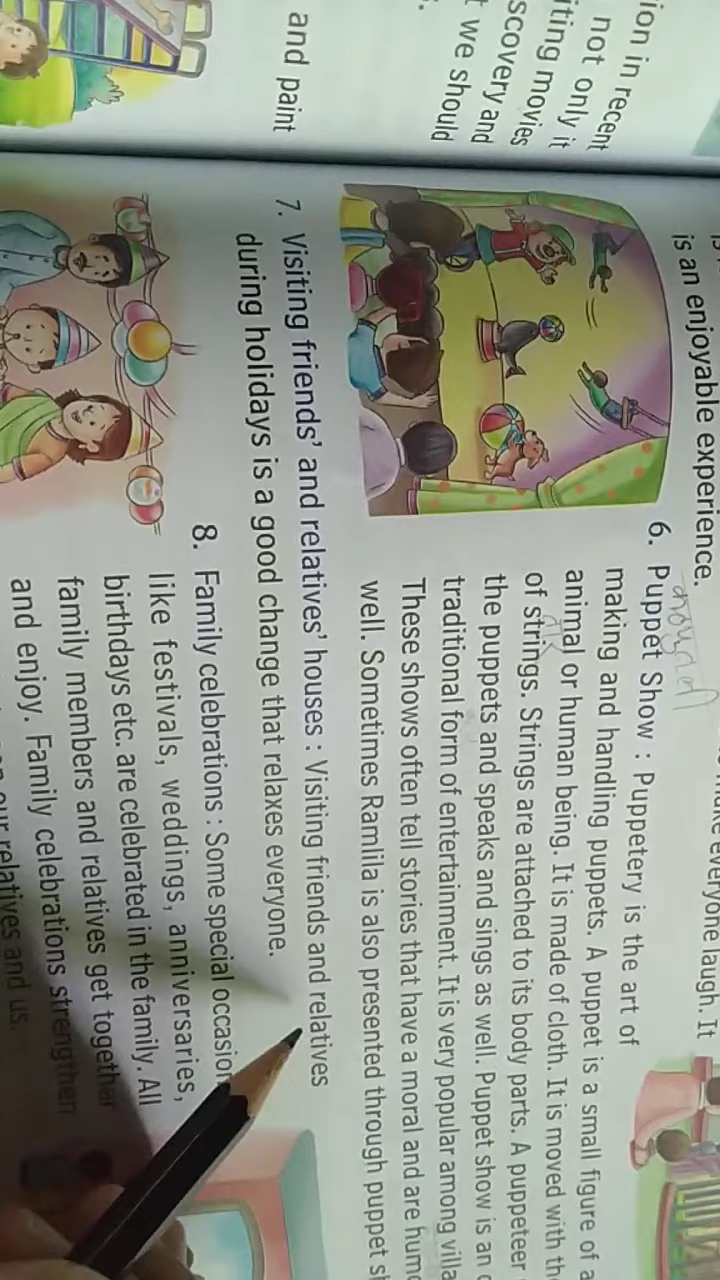 ion in recent
not only it
iting movies
scovery and
t we should
and paint
is an enjoyable experience.
everyone laugh. It
6. Puppet Show : Puppetery is the art of
making and handling puppets. A puppet is a small figure of a
animal or human being. It is made of cloth. It is moved with th
of strings. Strings are attached to its body parts. A puppeteer
the puppets and speaks and sings as well. Puppet show is an
traditional form of entertainment. It is very popular among villa
These shows often tell stories that have a moral and are humo
well. Sometimes Ramlila is also presented through puppet sh
7. Visiting friends' and relatives' houses : Visiting friends and relatives
during holidays is a good change that relaxes everyone.
8. Family celebrations : Some special occasion
like festivals, weddings, anniversaries,
birthdays etc. are celebrated in the family. All
family members and relatives get together
and enjoy. Family celebrations strengthen
our relatives and us.